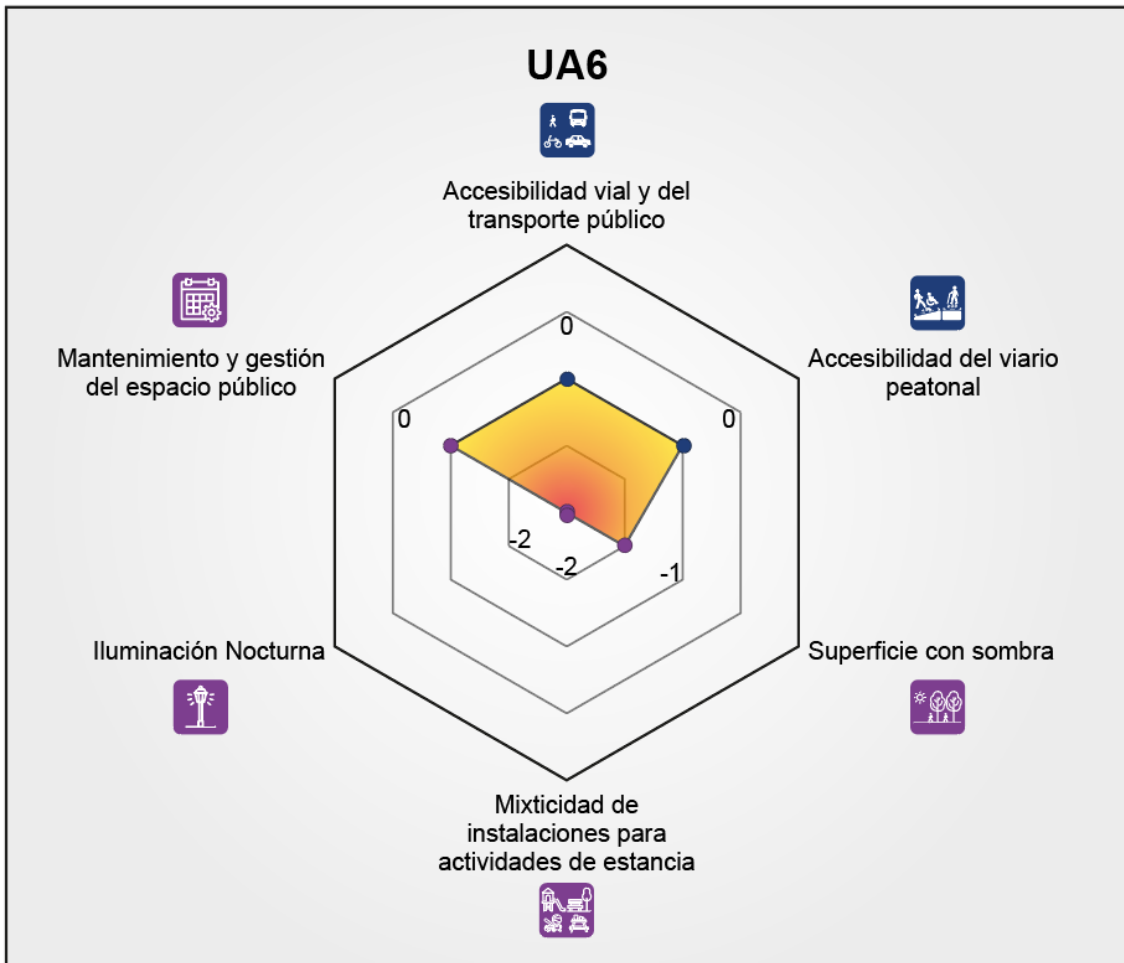 UA6
Accesibilidad vial y del
transporte público
Mantenimiento y gestión
del espacio público
Accesibilidad del viario
peatonal
0
0
0
-2
-2
-1
Iluminación Nocturna
Superficie con sombra
Mixticidad de
instalaciones para
actividades de estancia